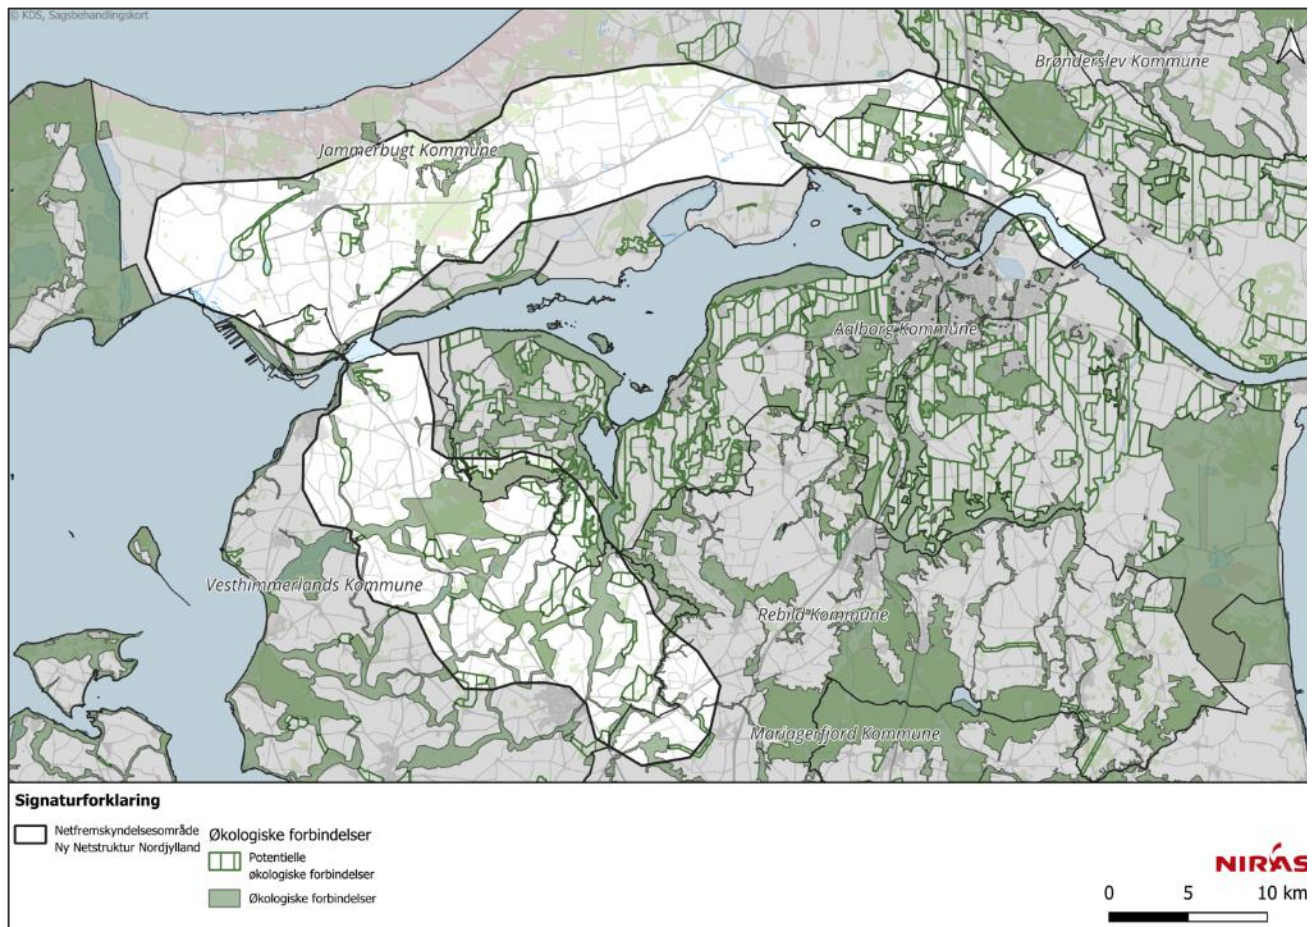 © KDS, Sagsbehandlingskort
N
Brønderslev Kommune
Jammerbugt Kommune
Aalborg Kommune
Vesthimmerlands Kommune
Rebild Kommune
Mariagerfjord Kommune
Signaturforklaring
Netfremskyndelsesområde
Ny Netstruktur Nordjylland
Økologiske forbindelser
Potentielle
økologiske forbindelser
Økologiske forbindelser
NIRAS
0 5 10 km